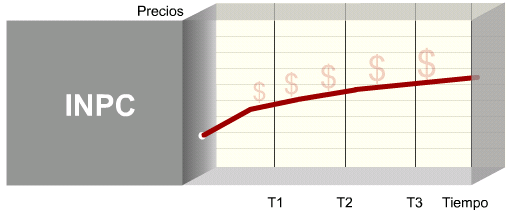 Precios
INPC
$ $ $ $ $
T1 T2 T3 Tiempo